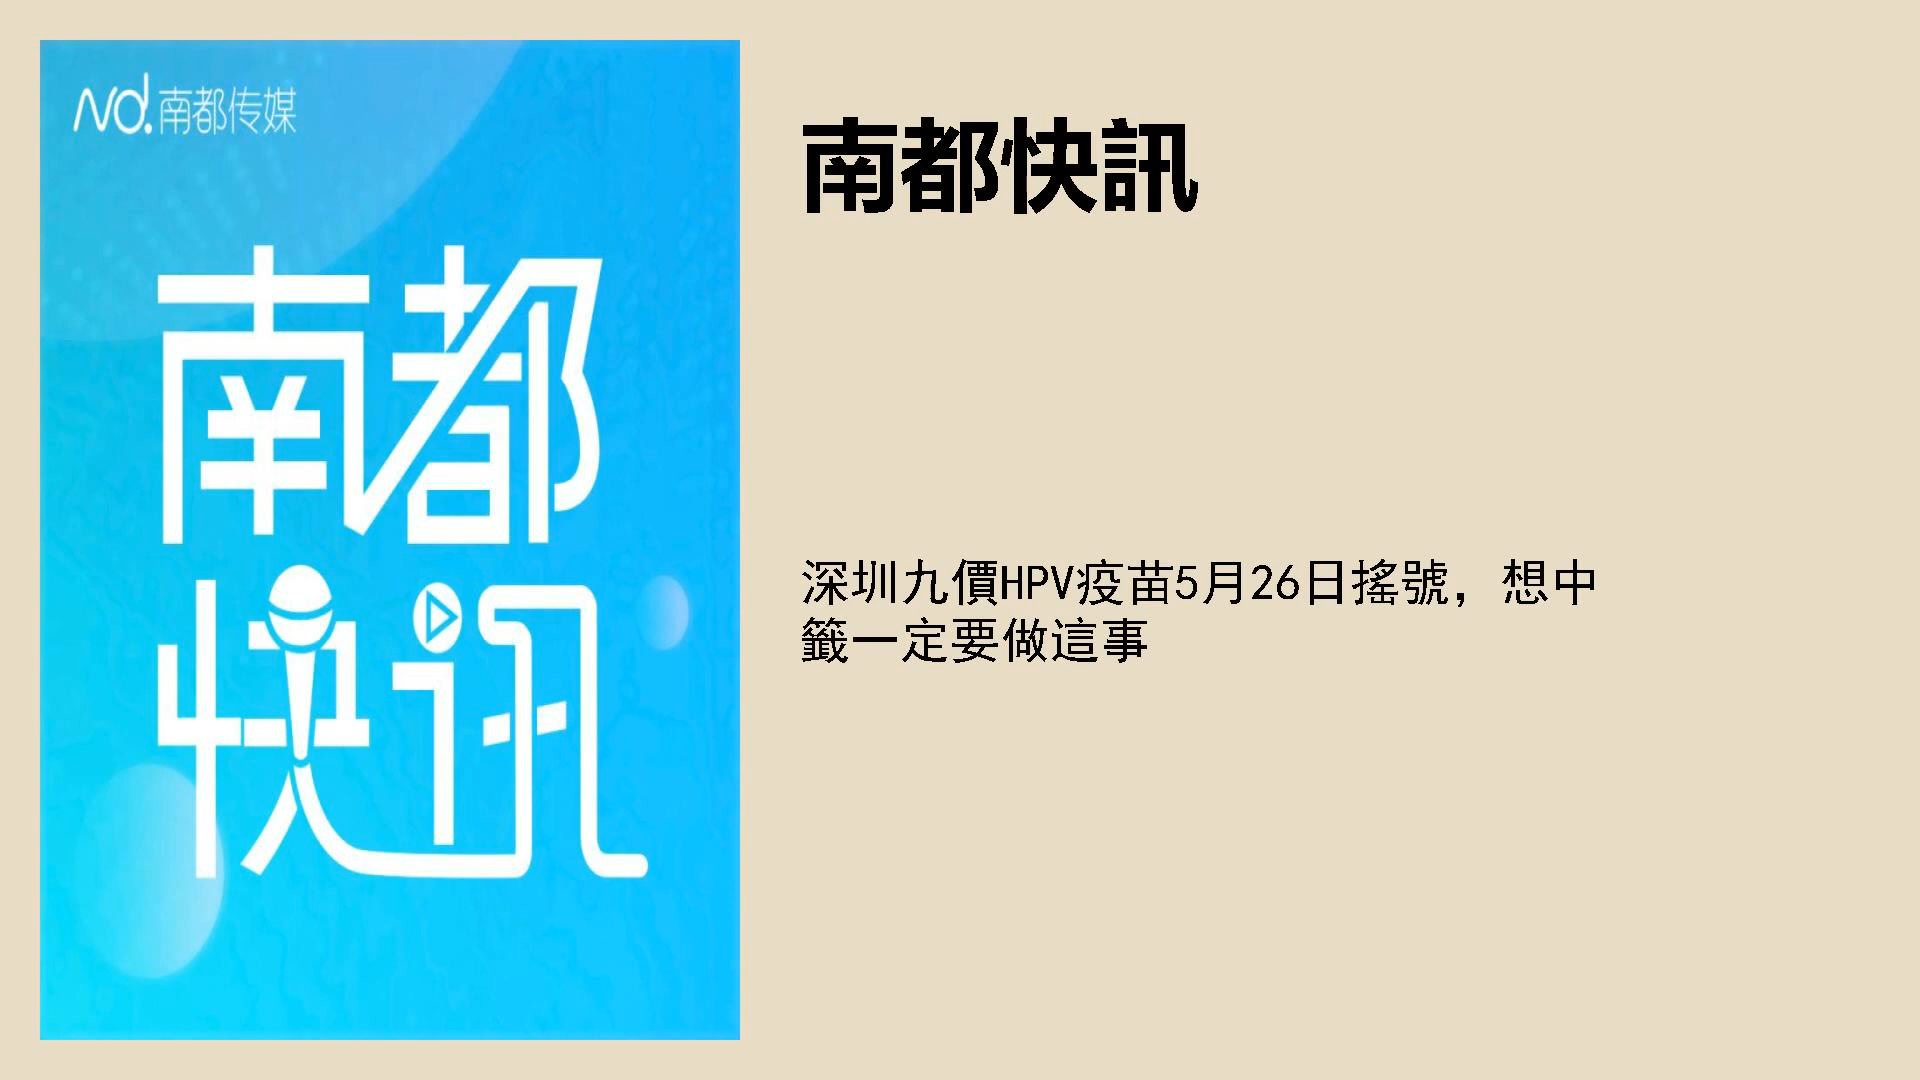 Nd.南都传媒
南都
快讯
南都快訊
深圳九價HPV疫苗5月26日搖號，想中
籤一定要做這事